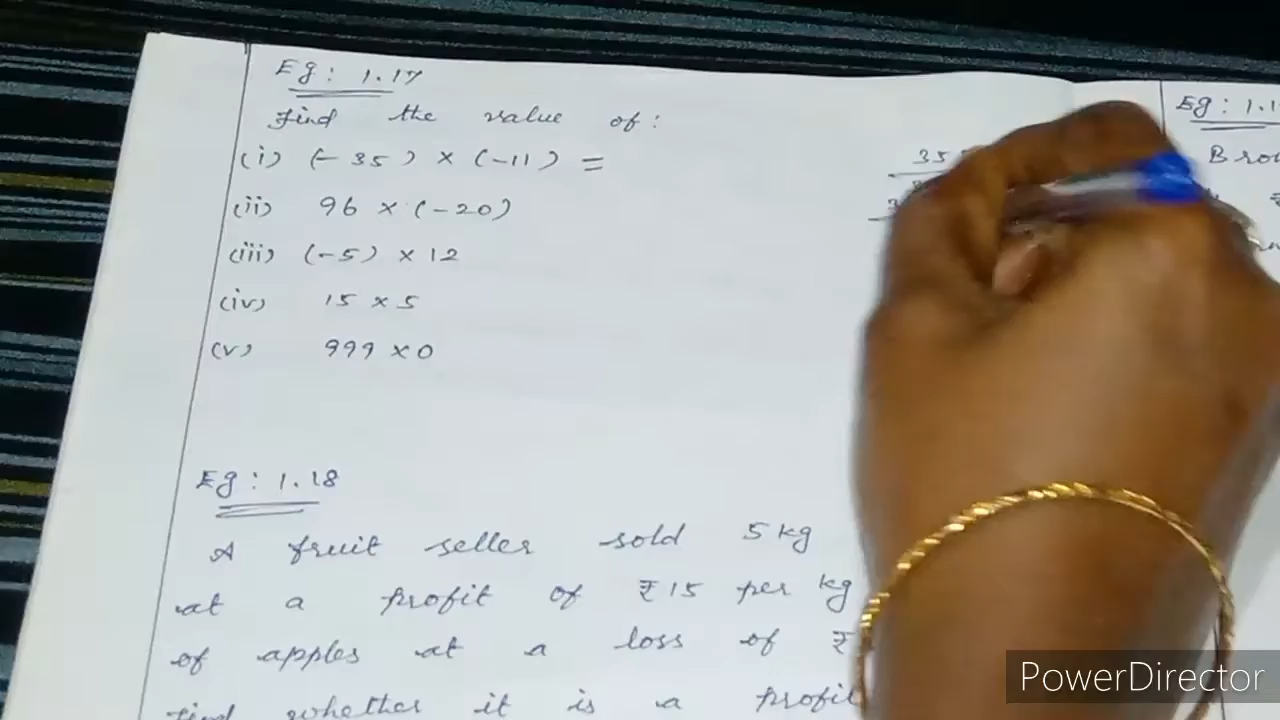 Eg: 1.17
Find the value of:
(i) (-35) × (-11) =
(ii) 96 × (-20)
(iii) (-5) × 12
(iv) 15 × 5
(v) 999 × 0
35
Eg: 1.18
A fruit seller sold 5 kg
at a profit of ₹15 per kg
of apples at a loss of ₹
Find whether it is a profit
Eg: 1.1
PowerDirector